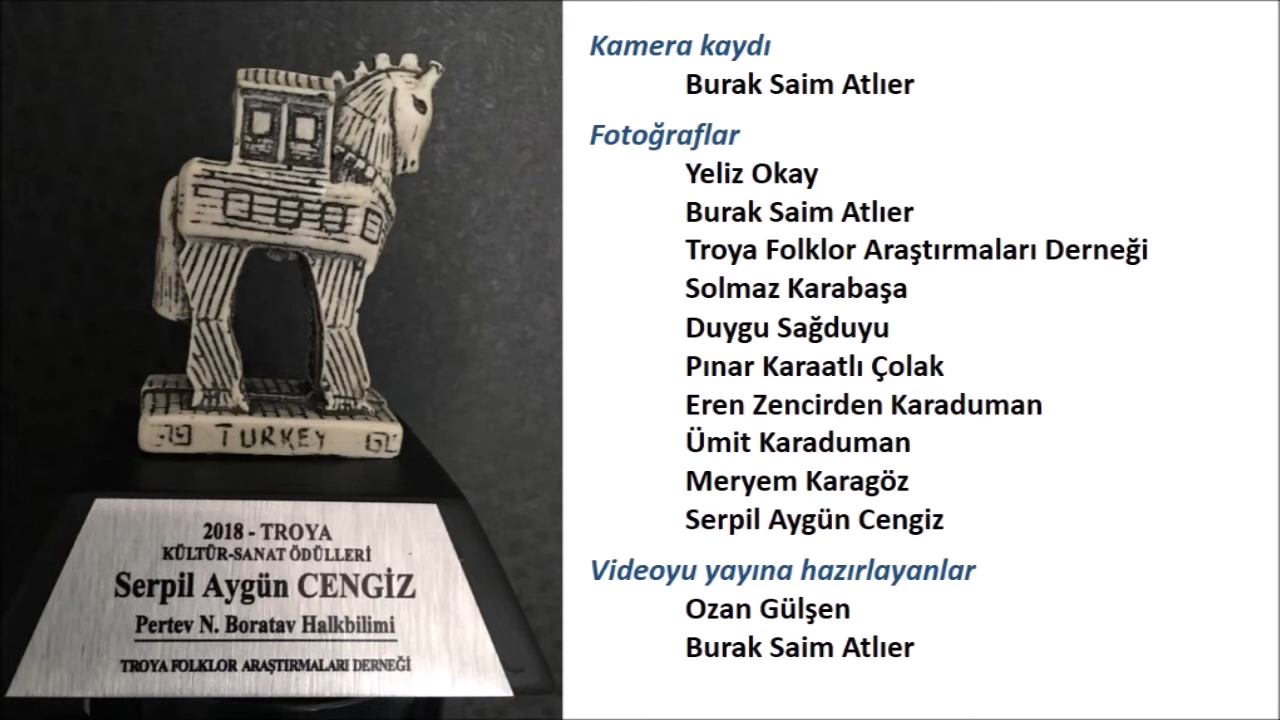 TURKEY
2018 - TROYA
KÜLTÜR-SANAT ÖDÜLLERİ
Serpil Aygün CENGİZ
Pertev N. Boratav Halkbilimi
TROYA FOLKLOR ARAŞTIRMALARI DERNEĞİ
Kamera kaydı
Burak Saim Atlıer
Fotoğraflar
Yeliz Okay
Burak Saim Atlıer
Troya Folklor Araştırmaları Derneği
Solmaz Karabaşa
Duygu Sağduyu
Pınar Karaatlı Çolak
Eren Zencirden Karaduman
Ümit Karaduman
Meryem Karagöz
Serpil Aygün Cengiz
Videoyu yayına hazırlayanlar
Ozan Gülşen
Burak Saim Atlıer